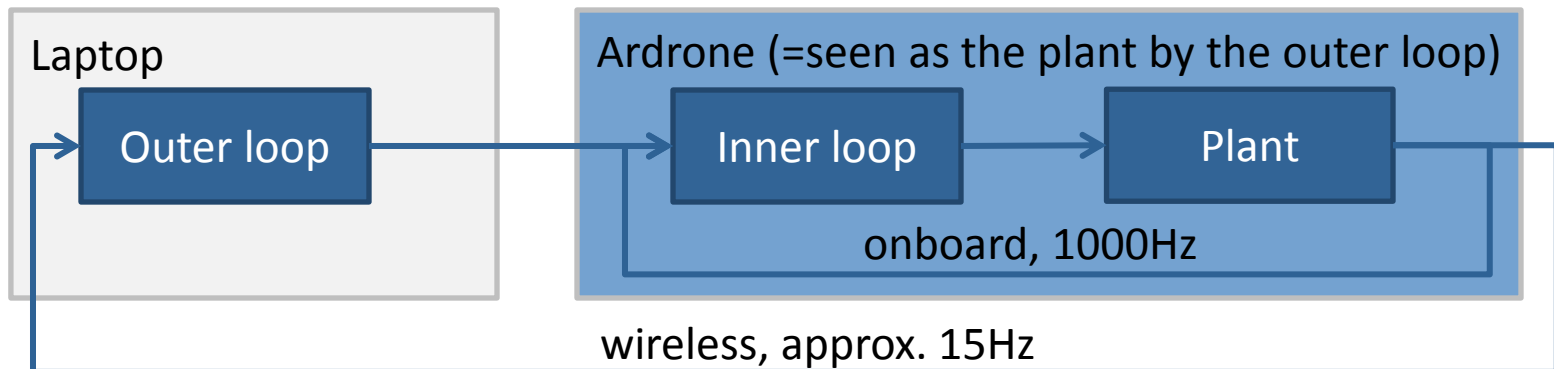 Laptop
Ardrone (=seen as the plant by the outer loop)
Outer loop
Inner loop
Plant
onboard, 1000Hz
wireless, approx. 15Hz